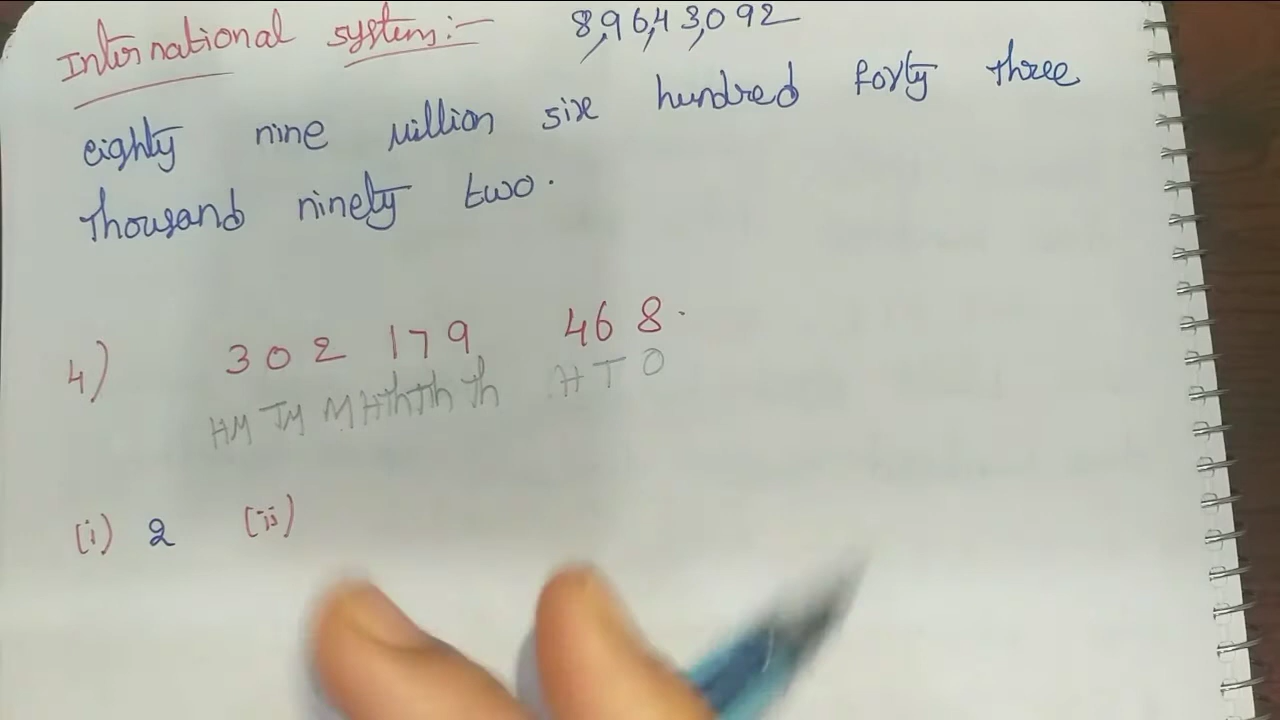 International system:- 8,96,43,092
eighty nine million six hundred forty three
thousand ninety two.
4) 302 179 468.
HM TM M HTh TTh Th H T O
(i) 2 (ii)